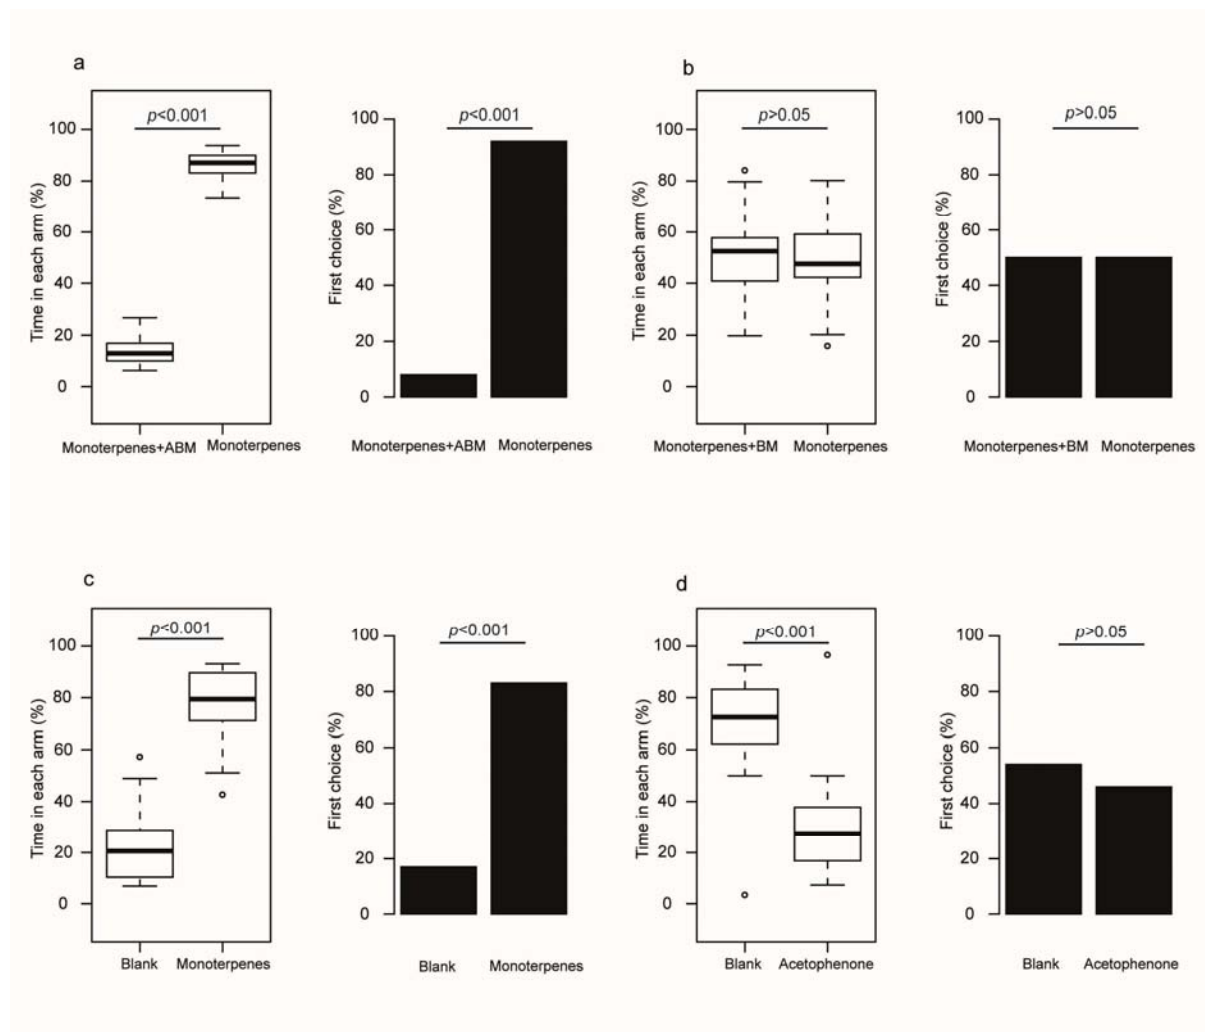 a
p<0.001
Time in each arm (%)
100
80
60
40
20
0
Monoterpenes+ABM Monoterpenes
p<0.001
First choice (%)
100
80
60
40
20
0
Monoterpenes+ABM Monoterpenes
b
p>0.05
Time in each arm (%)
100
80
60
40
20
0
Monoterpenes+BM Monoterpenes
p>0.05
First choice (%)
100
80
60
40
20
0
Monoterpenes+BM Monoterpenes
c
p<0.001
Time in each arm (%)
100
80
60
40
20
0
Blank Monoterpenes
p<0.001
First choice (%)
100
80
60
40
20
0
Blank Monoterpenes
d
p<0.001
Time in each arm (%)
100
80
60
40
20
0
Blank Acetophenone
p>0.05
First choice (%)
100
80
60
40
20
0
Blank Acetophenone